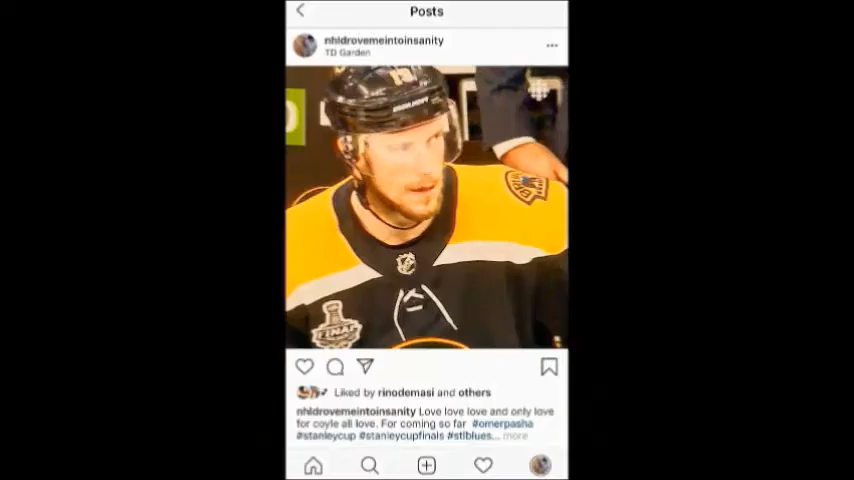 Posts
nhldrovemeintoinsanity
TD Garden
FINAL
Liked by rinodemasi and others
nhldrovemeintoinsanity Love love love and only love
for coyle all love. For coming so far #omerpasha
#stanleycup #stanleycupfinals #stlblues... more